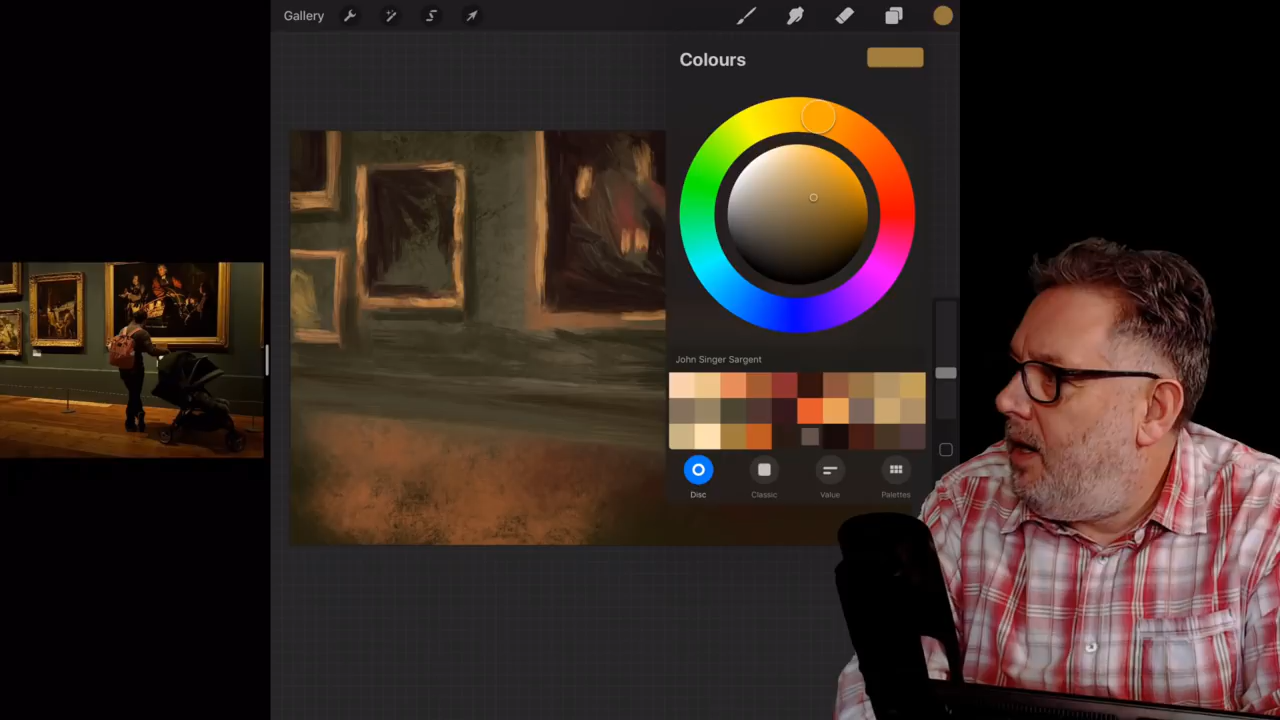 Gallery
Colours
John Singer Sargent
Disc
Classic
Value
Palettes